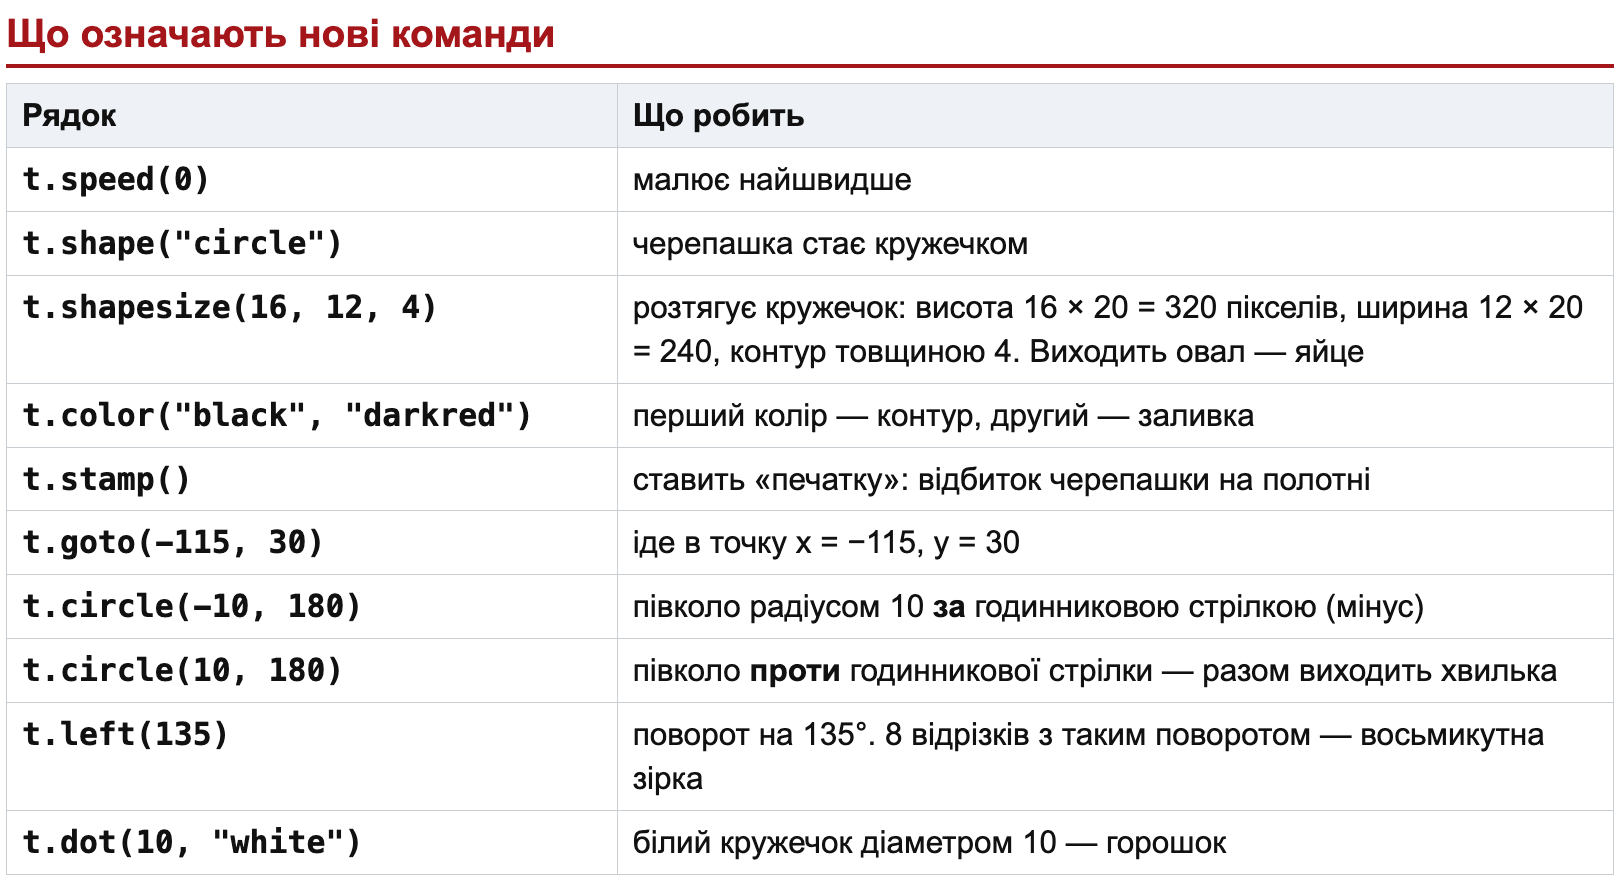 Що означають нові команди
Рядок
Що робить
t.speed(0)
малює найшвидше
t.shape("circle")
черепашка стає кружечком
t.shapesize(16, 12, 4)
розтягує кружечок: висота 16 × 20 = 320 пікселів, ширина 12 × 20
= 240, контур товщиною 4. Виходить овал — яйце
t.color("black", "darkred")
перший колір — контур, другий — заливка
t.stamp()
ставить «печатку»: відбиток черепашки на полотні
t.goto(−115, 30)
іде в точку x = −115, y = 30
t.circle(−10, 180)
півколо радіусом 10 за годинниковою стрілкою (мінус)
t.circle(10, 180)
півколо проти годинникової стрілки — разом виходить хвилька
t.left(135)
поворот на 135°. 8 відрізків з таким поворотом — восьмикутна
зірка
t.dot(10, "white")
білий кружечок діаметром 10 — горошок